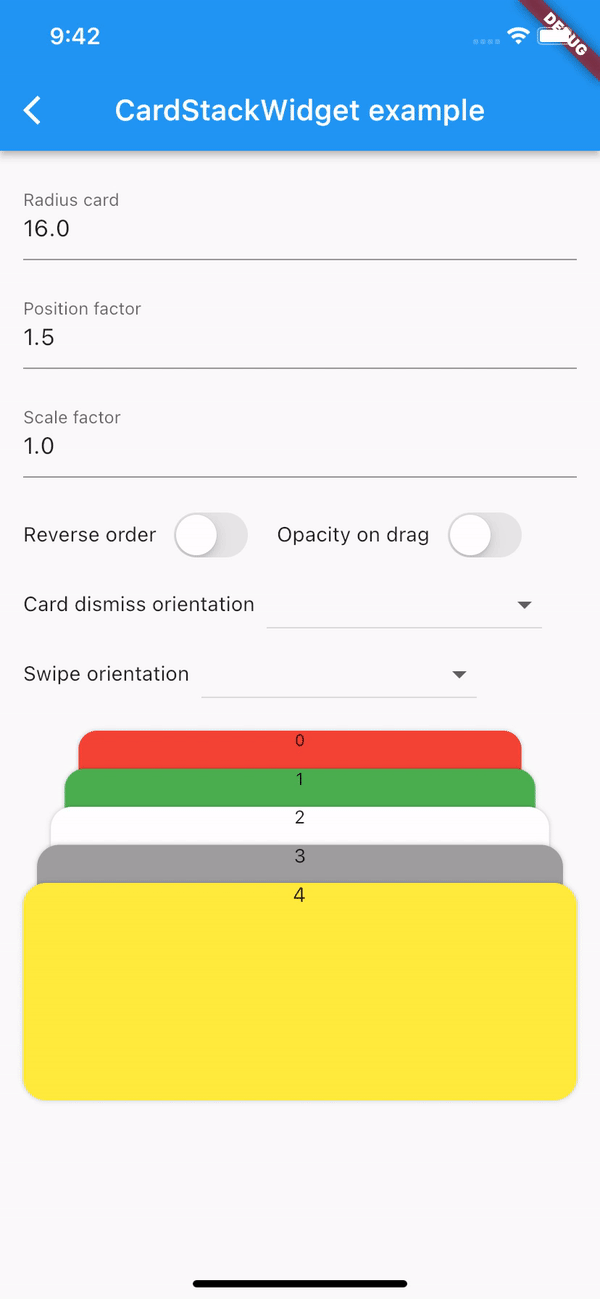 9:42
DEBUG
CardStackWidget example
Radius card
16.0
Position factor
1.5
Scale factor
1.0
Reverse order Opacity on drag
Card dismiss orientation
Swipe orientation
0
1
2
3
4